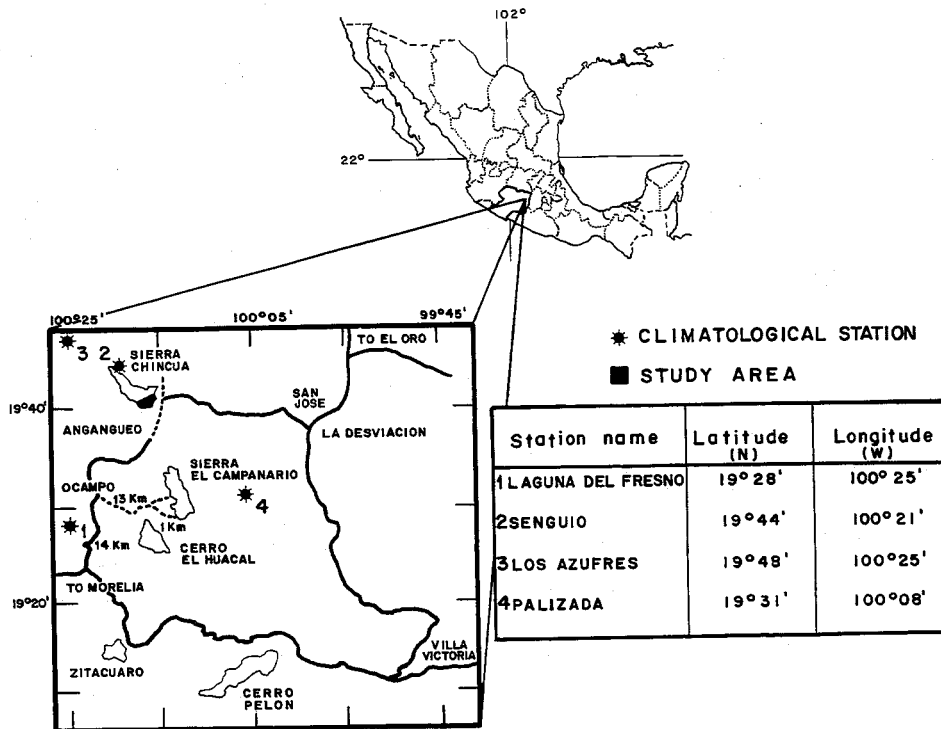 102°
22°
100°25'
100°05'
99°45'
TO EL ORO
3
2
SIERRA
CHINCUA
SAN
JOSE
19°40'
ANGANGUEO
LA DESVIACION
SIERRA
EL CAMPANARIO
OCAMPO
13 Km
4
1
1 Km
14 Km
CERRO
EL HUACAL
TO MORELIA
19°20'
ZITACUARO
CERRO
PELON
VILLA
VICTORIA
CLIMATOLOGICAL STATION
STUDY AREA
Station name Latitude (N) Longitude (W)
1 LAGUNA DEL FRESNO 19°28' 100°25'
2 SENGUIO 19°44' 100°21'
3 LOS AZUFRES 19°48' 100°25'
4 PALIZADA 19°31' 100°08'